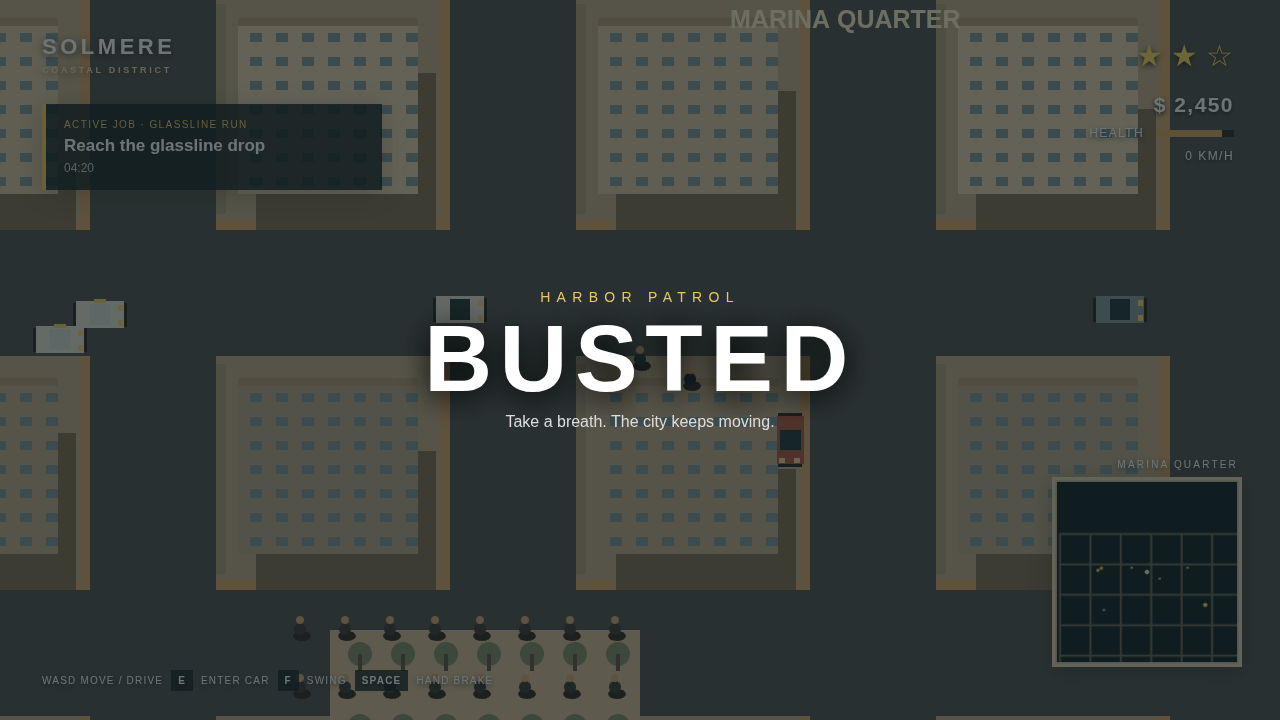 MARINA QUARTER
SOLMERE
COASTAL DISTRICT
$ 2,450
ACTIVE JOB · GLASSLINE RUN
Reach the glassline drop
04:20
HEALTH
0 KM/H
HARBOR PATROL
BUSTED
Take a breath. The city keeps moving.
MARINA QUARTER
WASD MOVE / DRIVE E ENTER CAR F SWING SPACE HAND BRAKE